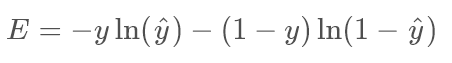 E = −y ln(ŷ) − (1 − y) ln(1 − ŷ)